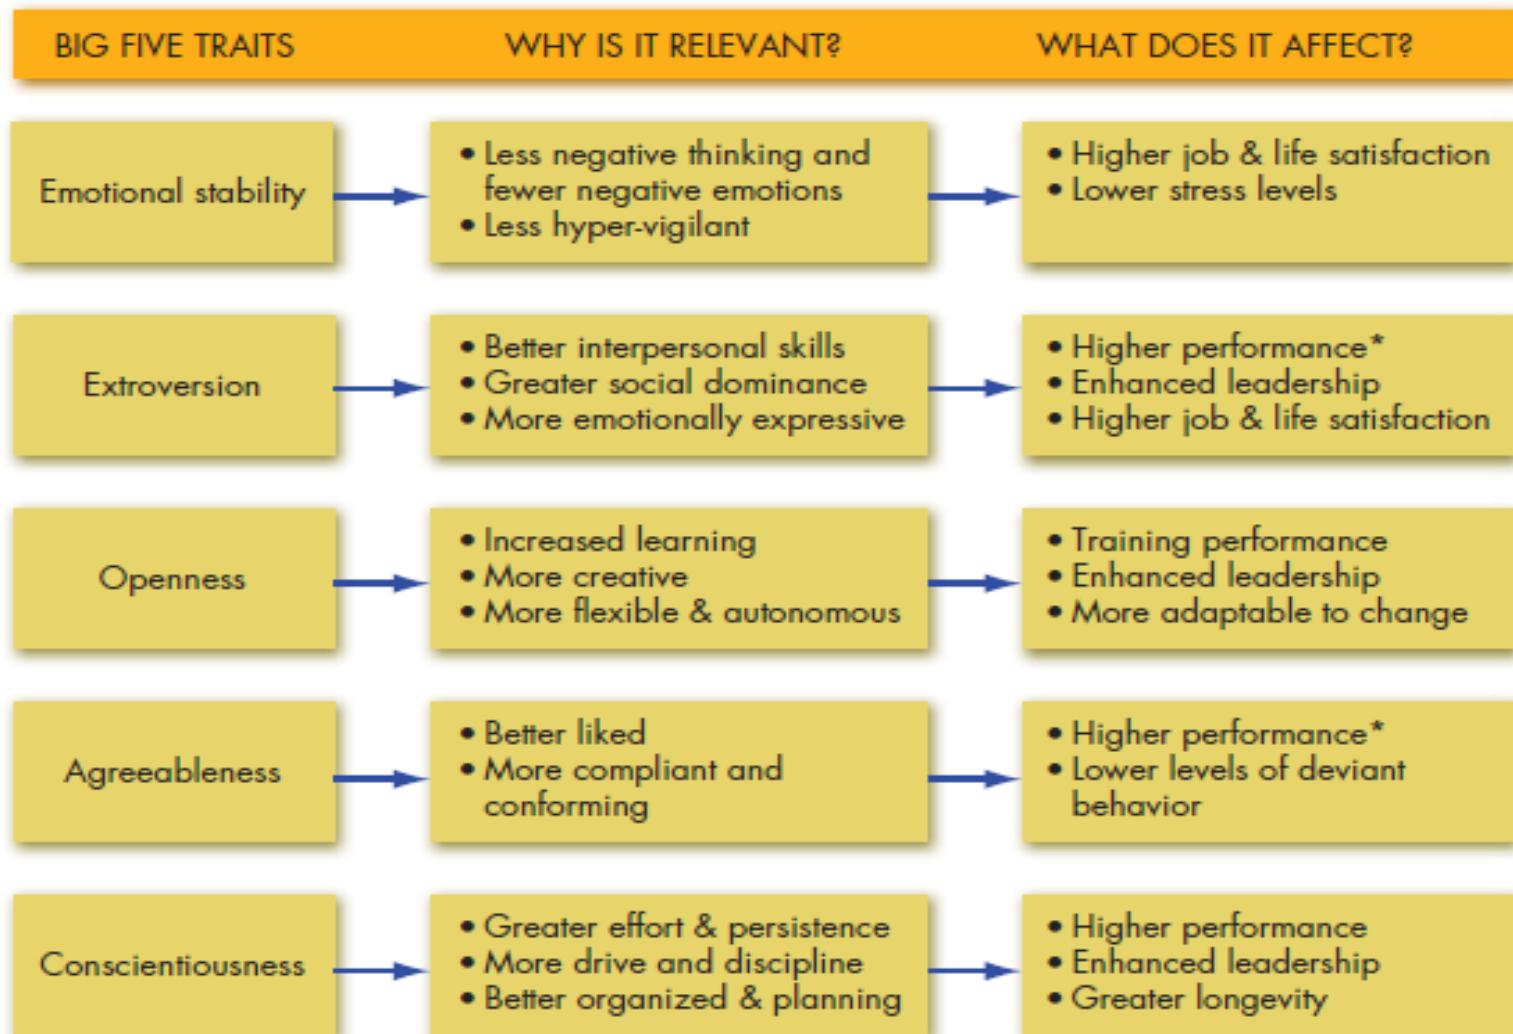 BIG FIVE TRAITS
WHY IS IT RELEVANT?
WHAT DOES IT AFFECT?
Emotional stability
• Less negative thinking and
fewer negative emotions
• Less hyper-vigilant
• Higher job & life satisfaction
• Lower stress levels
Extroversion
• Better interpersonal skills
• Greater social dominance
• More emotionally expressive
• Higher performance*
• Enhanced leadership
• Higher job & life satisfaction
Openness
• Increased learning
• More creative
• More flexible & autonomous
• Training performance
• Enhanced leadership
• More adaptable to change
Agreeableness
• Better liked
• More compliant and
conforming
• Higher performance*
• Lower levels of deviant
behavior
Conscientiousness
• Greater effort & persistence
• More drive and discipline
• Better organized & planning
• Higher performance
• Enhanced leadership
• Greater longevity